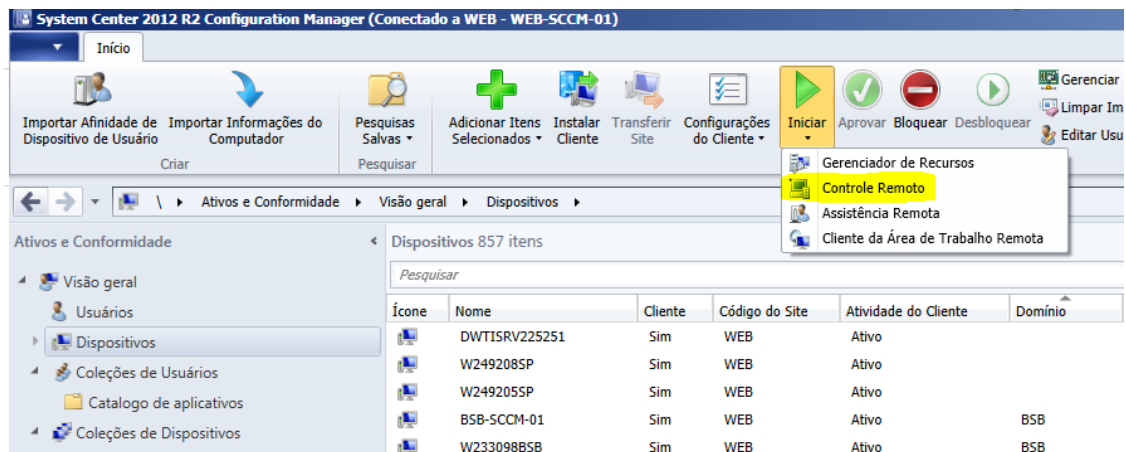 System Center 2012 R2 Configuration Manager (Conectado a WEB - WEB-SCCM-01)
Início
Importar Afinidade de Dispositivo de Usuário
Importar Informações do Computador
Criar
Pesquisas Salvas
Pesquisar
Adicionar Itens Selecionados
Instalar Cliente
Transferir Site
Configurações do Cliente
Iniciar
Aprovar
Bloquear
Desbloquear
Gerenciar
Limpar Im
Editar Usu
Gerenciador de Recursos
Controle Remoto
Assistência Remota
Cliente da Área de Trabalho Remota
\ Ativos e Conformidade Visão geral Dispositivos
Ativos e Conformidade
Visão geral
Usuários
Dispositivos
Coleções de Usuários
Catalogo de aplicativos
Coleções de Dispositivos
Dispositivos 857 itens
Pesquisar
Ícone Nome Cliente Código do Site Atividade do Cliente Domínio
DWTISRV225251 Sim WEB Ativo
W249208SP Sim WEB Ativo
W249205SP Sim WEB Ativo
BSB-SCCM-01 Sim WEB Ativo BSB
W233098BSB Sim WEB Ativo BSB